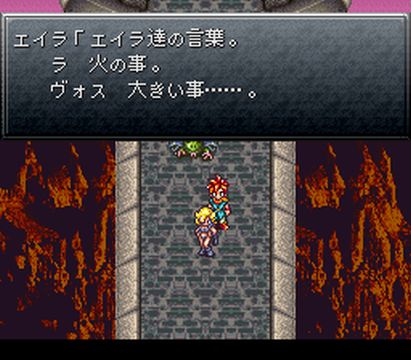 エイラ「エイラ達の言葉。
ラ　火の事。
ヴォス　大きい事……。